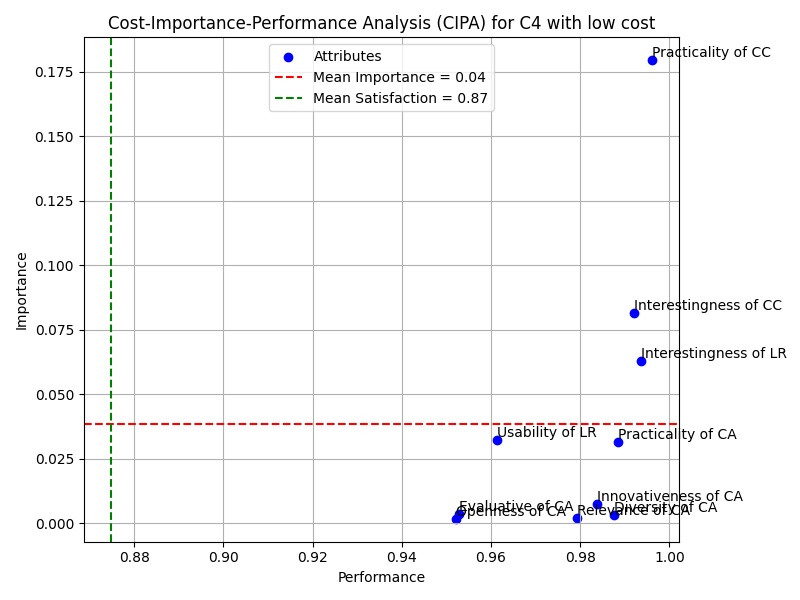 Cost-Importance-Performance Analysis (CIPA) for C4 with low cost
Attributes
Mean Importance = 0.04
Mean Satisfaction = 0.87
Practicality of CC
Interestingness of CC
Interestingness of LR
Usability of LR
Practicality of CA
Innovativeness of CA
Evaluative of CA
Diversity of CA
Openness of CA
Relevance of CA
Importance
0.175
0.150
0.125
0.100
0.075
0.050
0.025
0.000
0.88
0.90
0.92
0.94
0.96
0.98
1.00
Performance